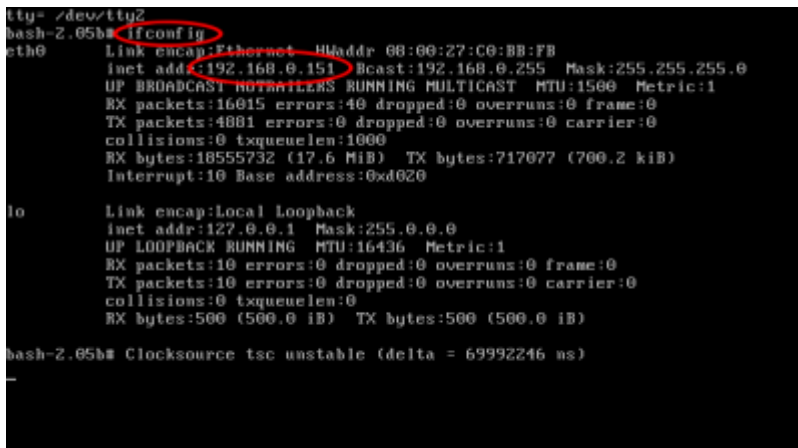 tty= /dev/tty2
bash-2.05b# ifconfig
eth0 Link encap:Ethernet HWaddr 08:00:27:C0:BB:FB
inet addr:192.168.0.151 Bcast:192.168.0.255 Mask:255.255.255.0
UP BROADCAST NOTRAILERS RUNNING MULTICAST MTU:1500 Metric:1
RX packets:16015 errors:40 dropped:0 overruns:0 frame:0
TX packets:4881 errors:0 dropped:0 overruns:0 carrier:0
collisions:0 txqueuelen:1000
RX bytes:18555732 (17.6 MiB) TX bytes:717077 (700.2 kiB)
Interrupt:10 Base address:0xd020
lo Link encap:Local Loopback
inet addr:127.0.0.1 Mask:255.0.0.0
UP LOOPBACK RUNNING MTU:16436 Metric:1
RX packets:10 errors:0 dropped:0 overruns:0 frame:0
TX packets:10 errors:0 dropped:0 overruns:0 carrier:0
collisions:0 txqueuelen:0
RX bytes:500 (500.0 iB) TX bytes:500 (500.0 iB)
bash-2.05b# Clocksource tsc unstable (delta = 69992246 ns)
_